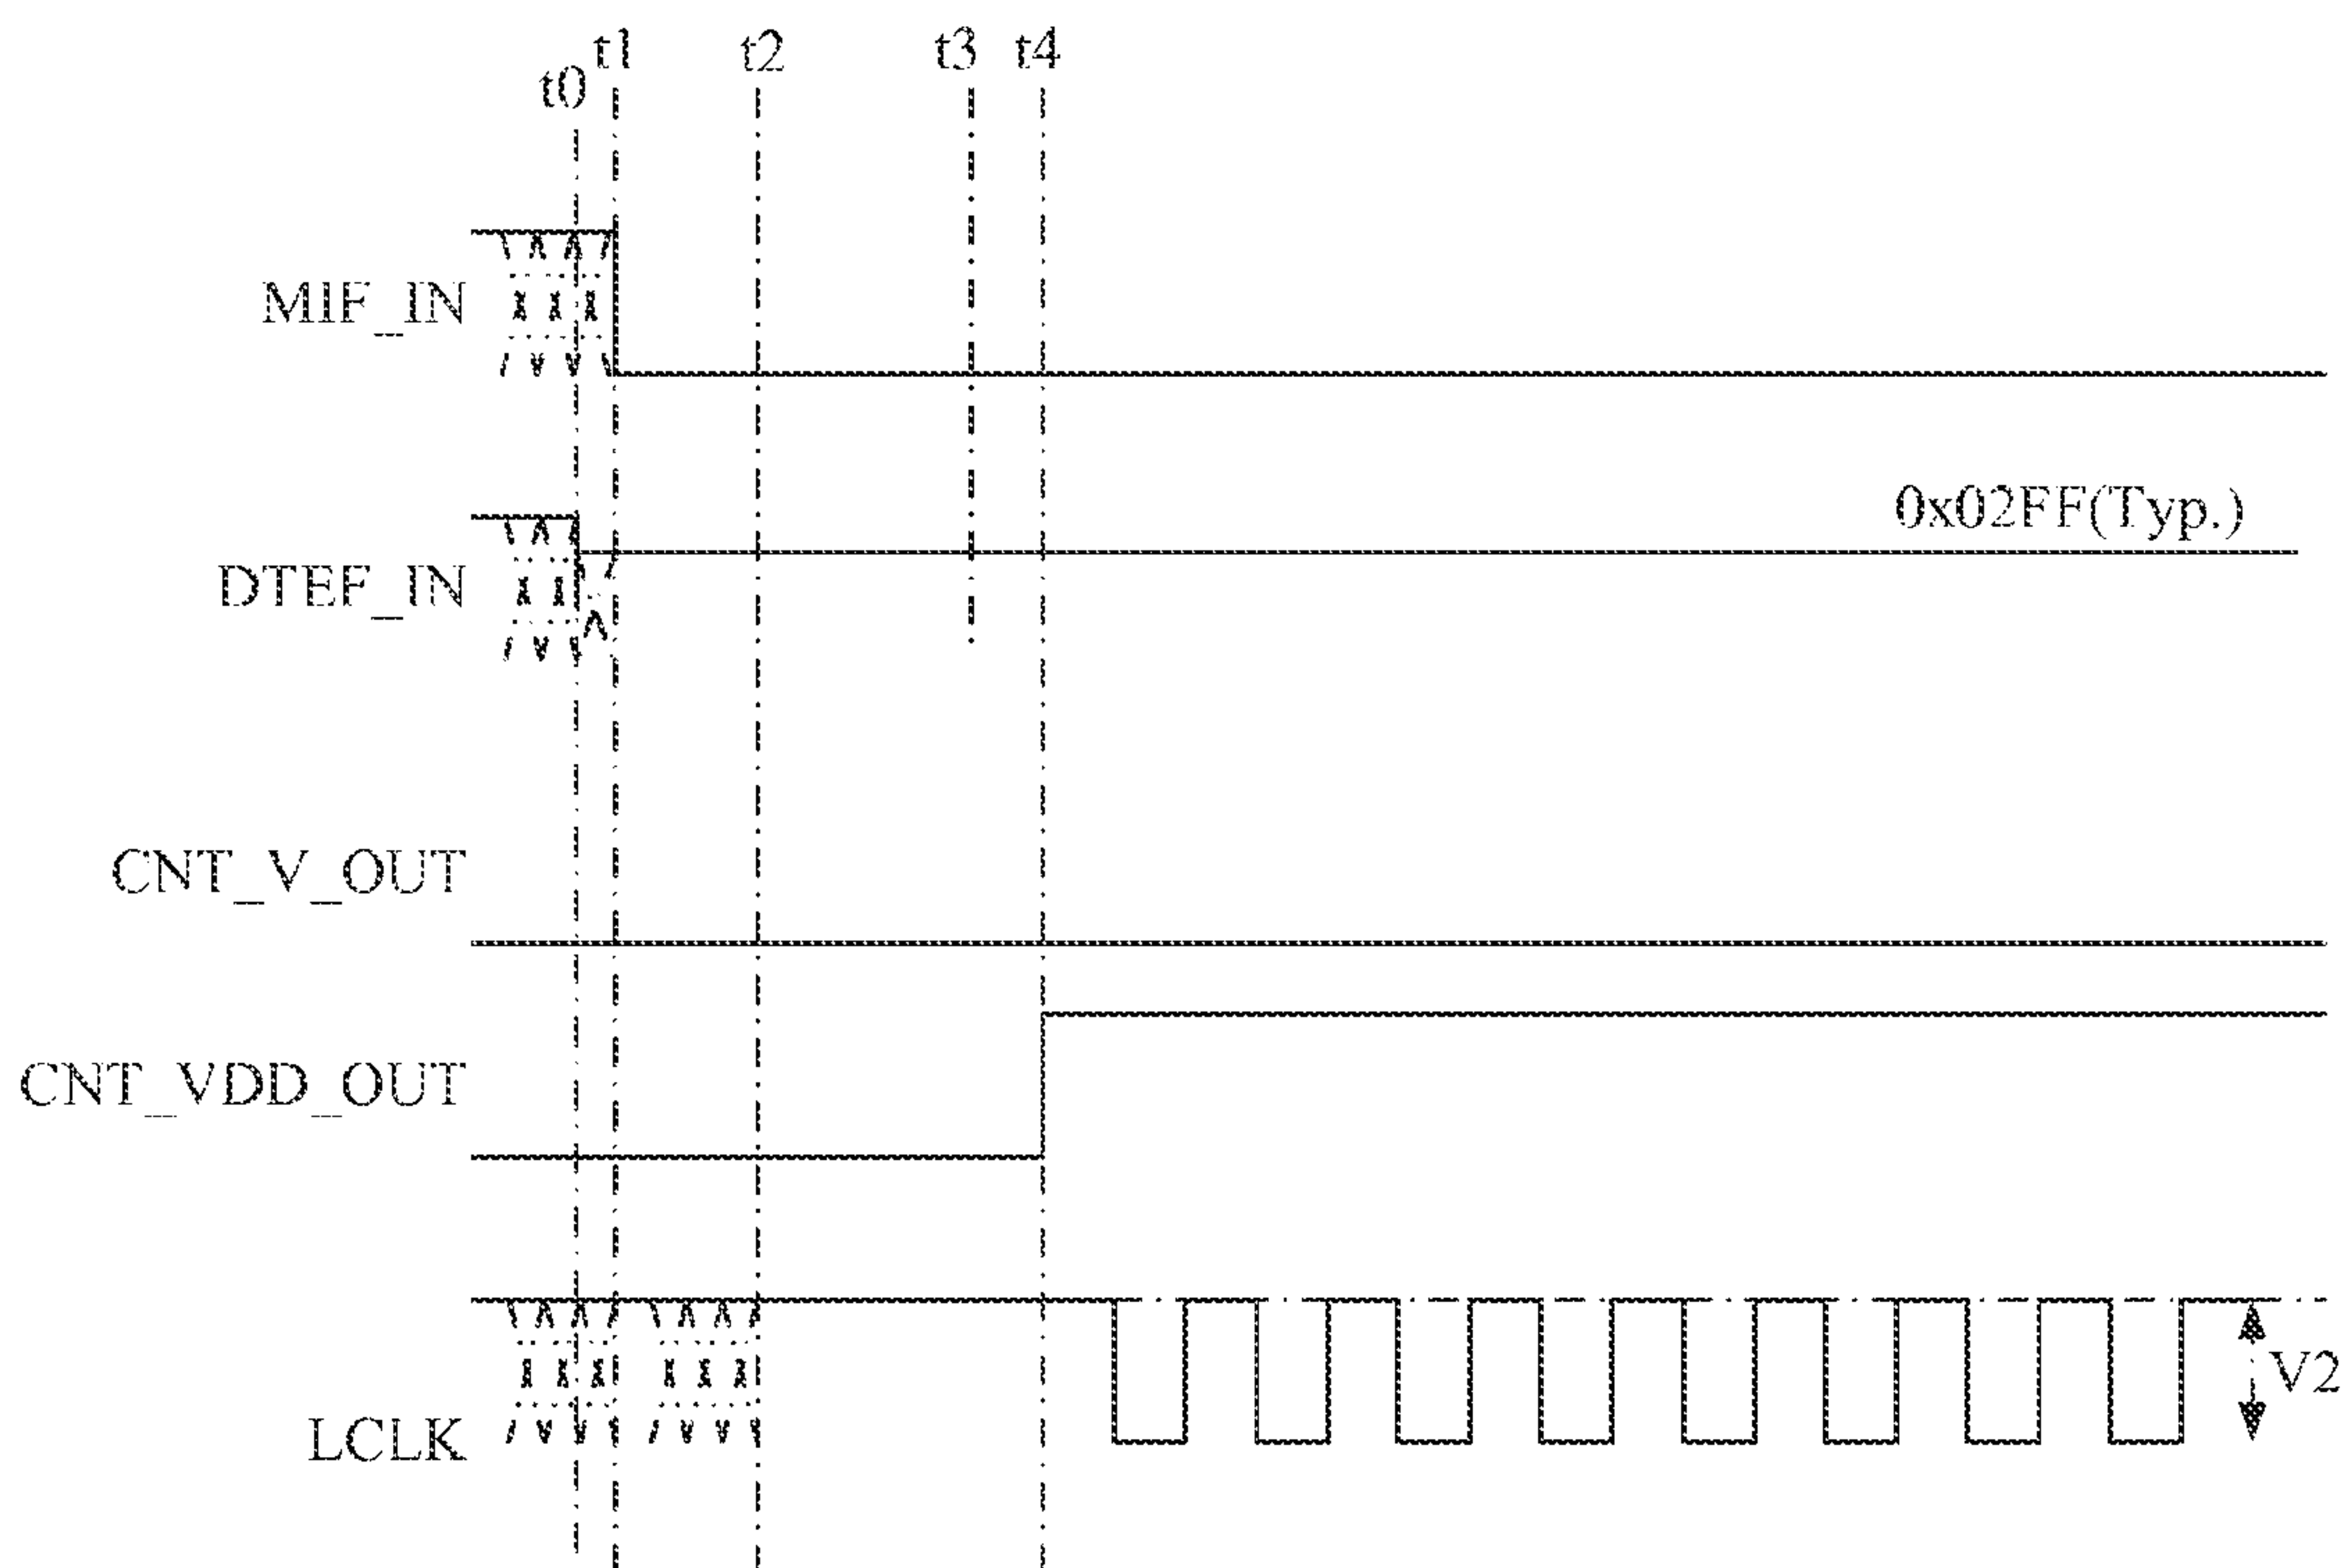 t0 t1 t2 t3 t4
MIF_IN
0x02FF(Typ.)
DTEF_IN
CNT_V_OUT
CNT_VDD_OUT
V2
LCLK